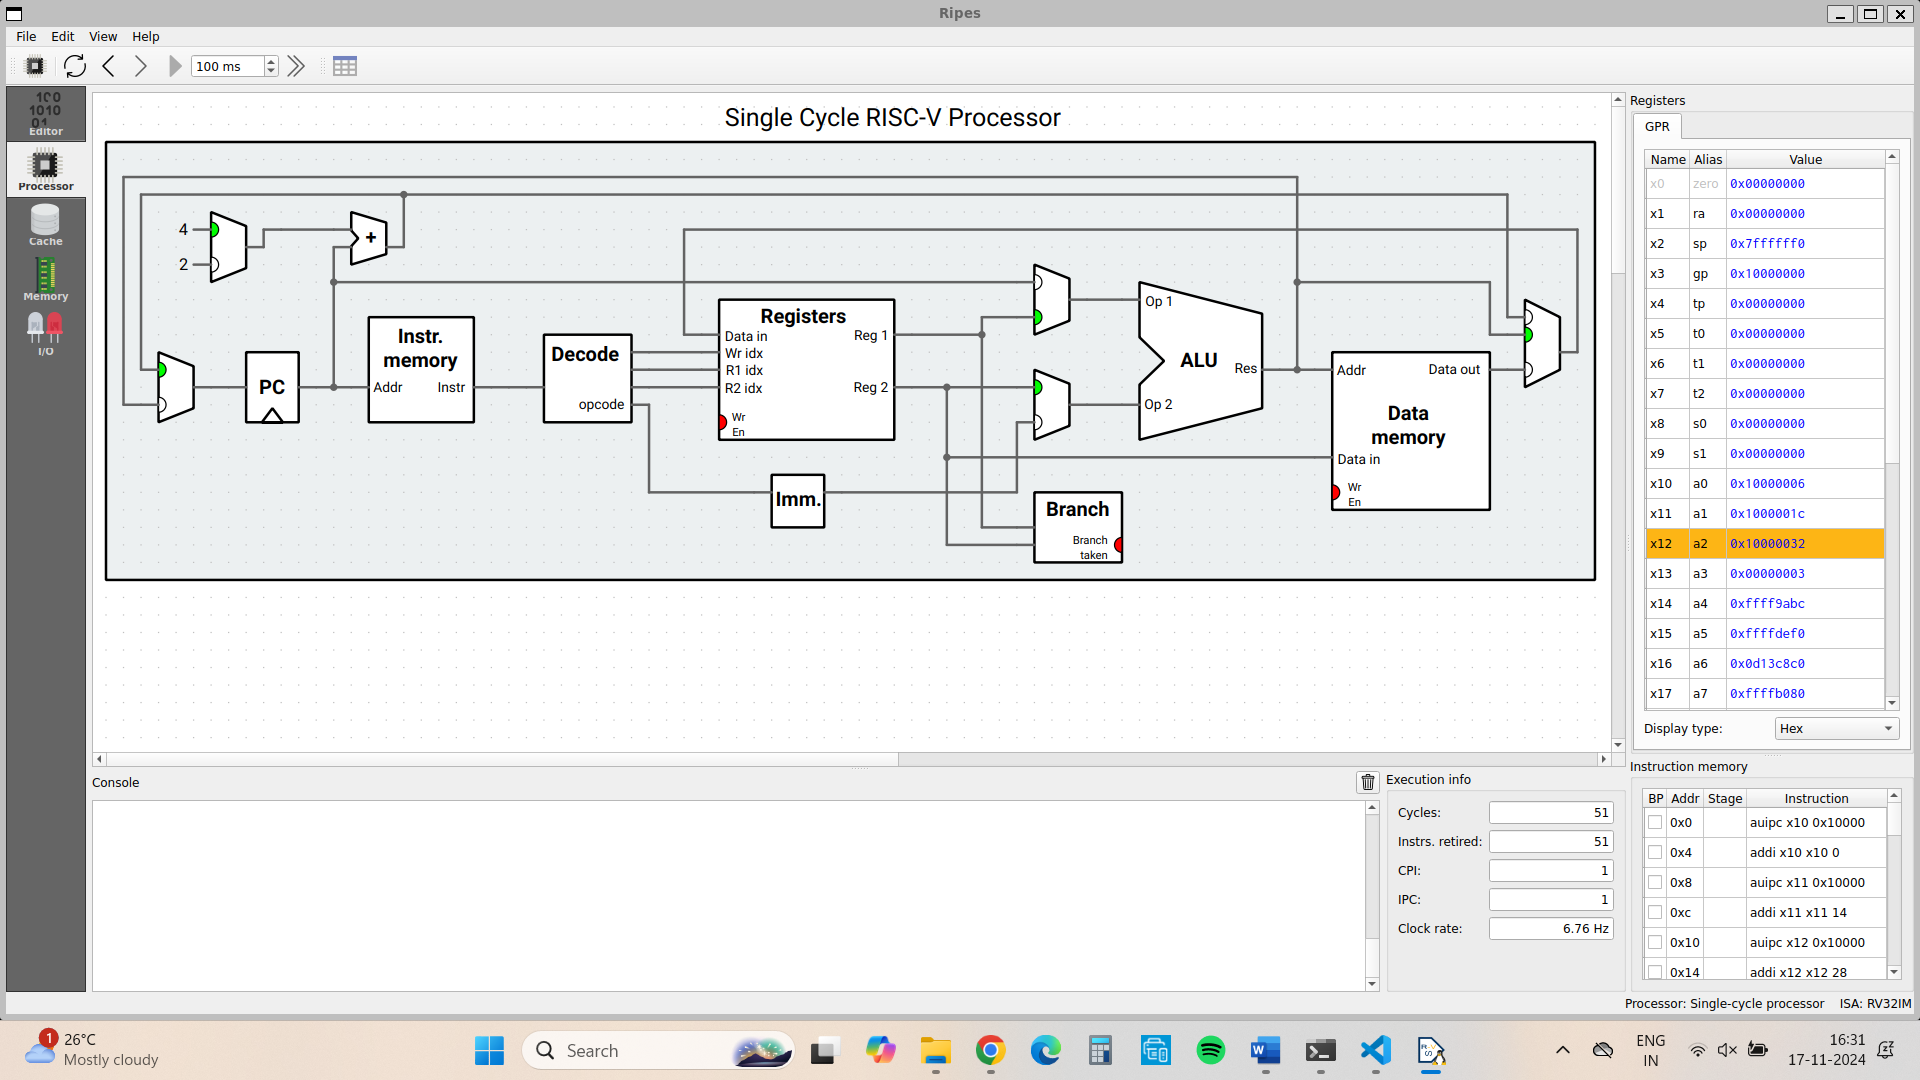 Ripes
File Edit View Help
100 ms
100
1010
01
Editor
Processor
Cache
Memory
I/O
Single Cycle RISC-V Processor
4
2
+
PC
Instr.
memory
Addr Instr
Decode
opcode
Registers
Data in Reg 1
Wr idx
R1 idx
R2 idx Reg 2
Wr
En
Imm.
Op 1
ALU
Res
Op 2
Branch
Branch
taken
Addr Data out
Data
memory
Data in
Wr
En
Registers
GPR
Name Alias Value
x0 zero 0x00000000
x1 ra 0x00000000
x2 sp 0x7ffffff0
x3 gp 0x10000000
x4 tp 0x00000000
x5 t0 0x00000000
x6 t1 0x00000000
x7 t2 0x00000000
x8 s0 0x00000000
x9 s1 0x00000000
x10 a0 0x10000006
x11 a1 0x1000001c
x12 a2 0x10000032
x13 a3 0x00000003
x14 a4 0xffff9abc
x15 a5 0xffffdef0
x16 a6 0x0d13c8c0
x17 a7 0xffffb080
Display type: Hex
Console
Execution info
Cycles: 51
Instrs. retired: 51
CPI: 1
IPC: 1
Clock rate: 6.76 Hz
Instruction memory
BP Addr Stage Instruction
0x0 auipc x10 0x10000
0x4 addi x10 x10 0
0x8 auipc x11 0x10000
0xc addi x11 x11 14
0x10 auipc x12 0x10000
0x14 addi x12 x12 28
Processor: Single-cycle processor ISA: RV32IM
1
26°C
Mostly cloudy
Search
ENG
IN
16:31
17-11-2024